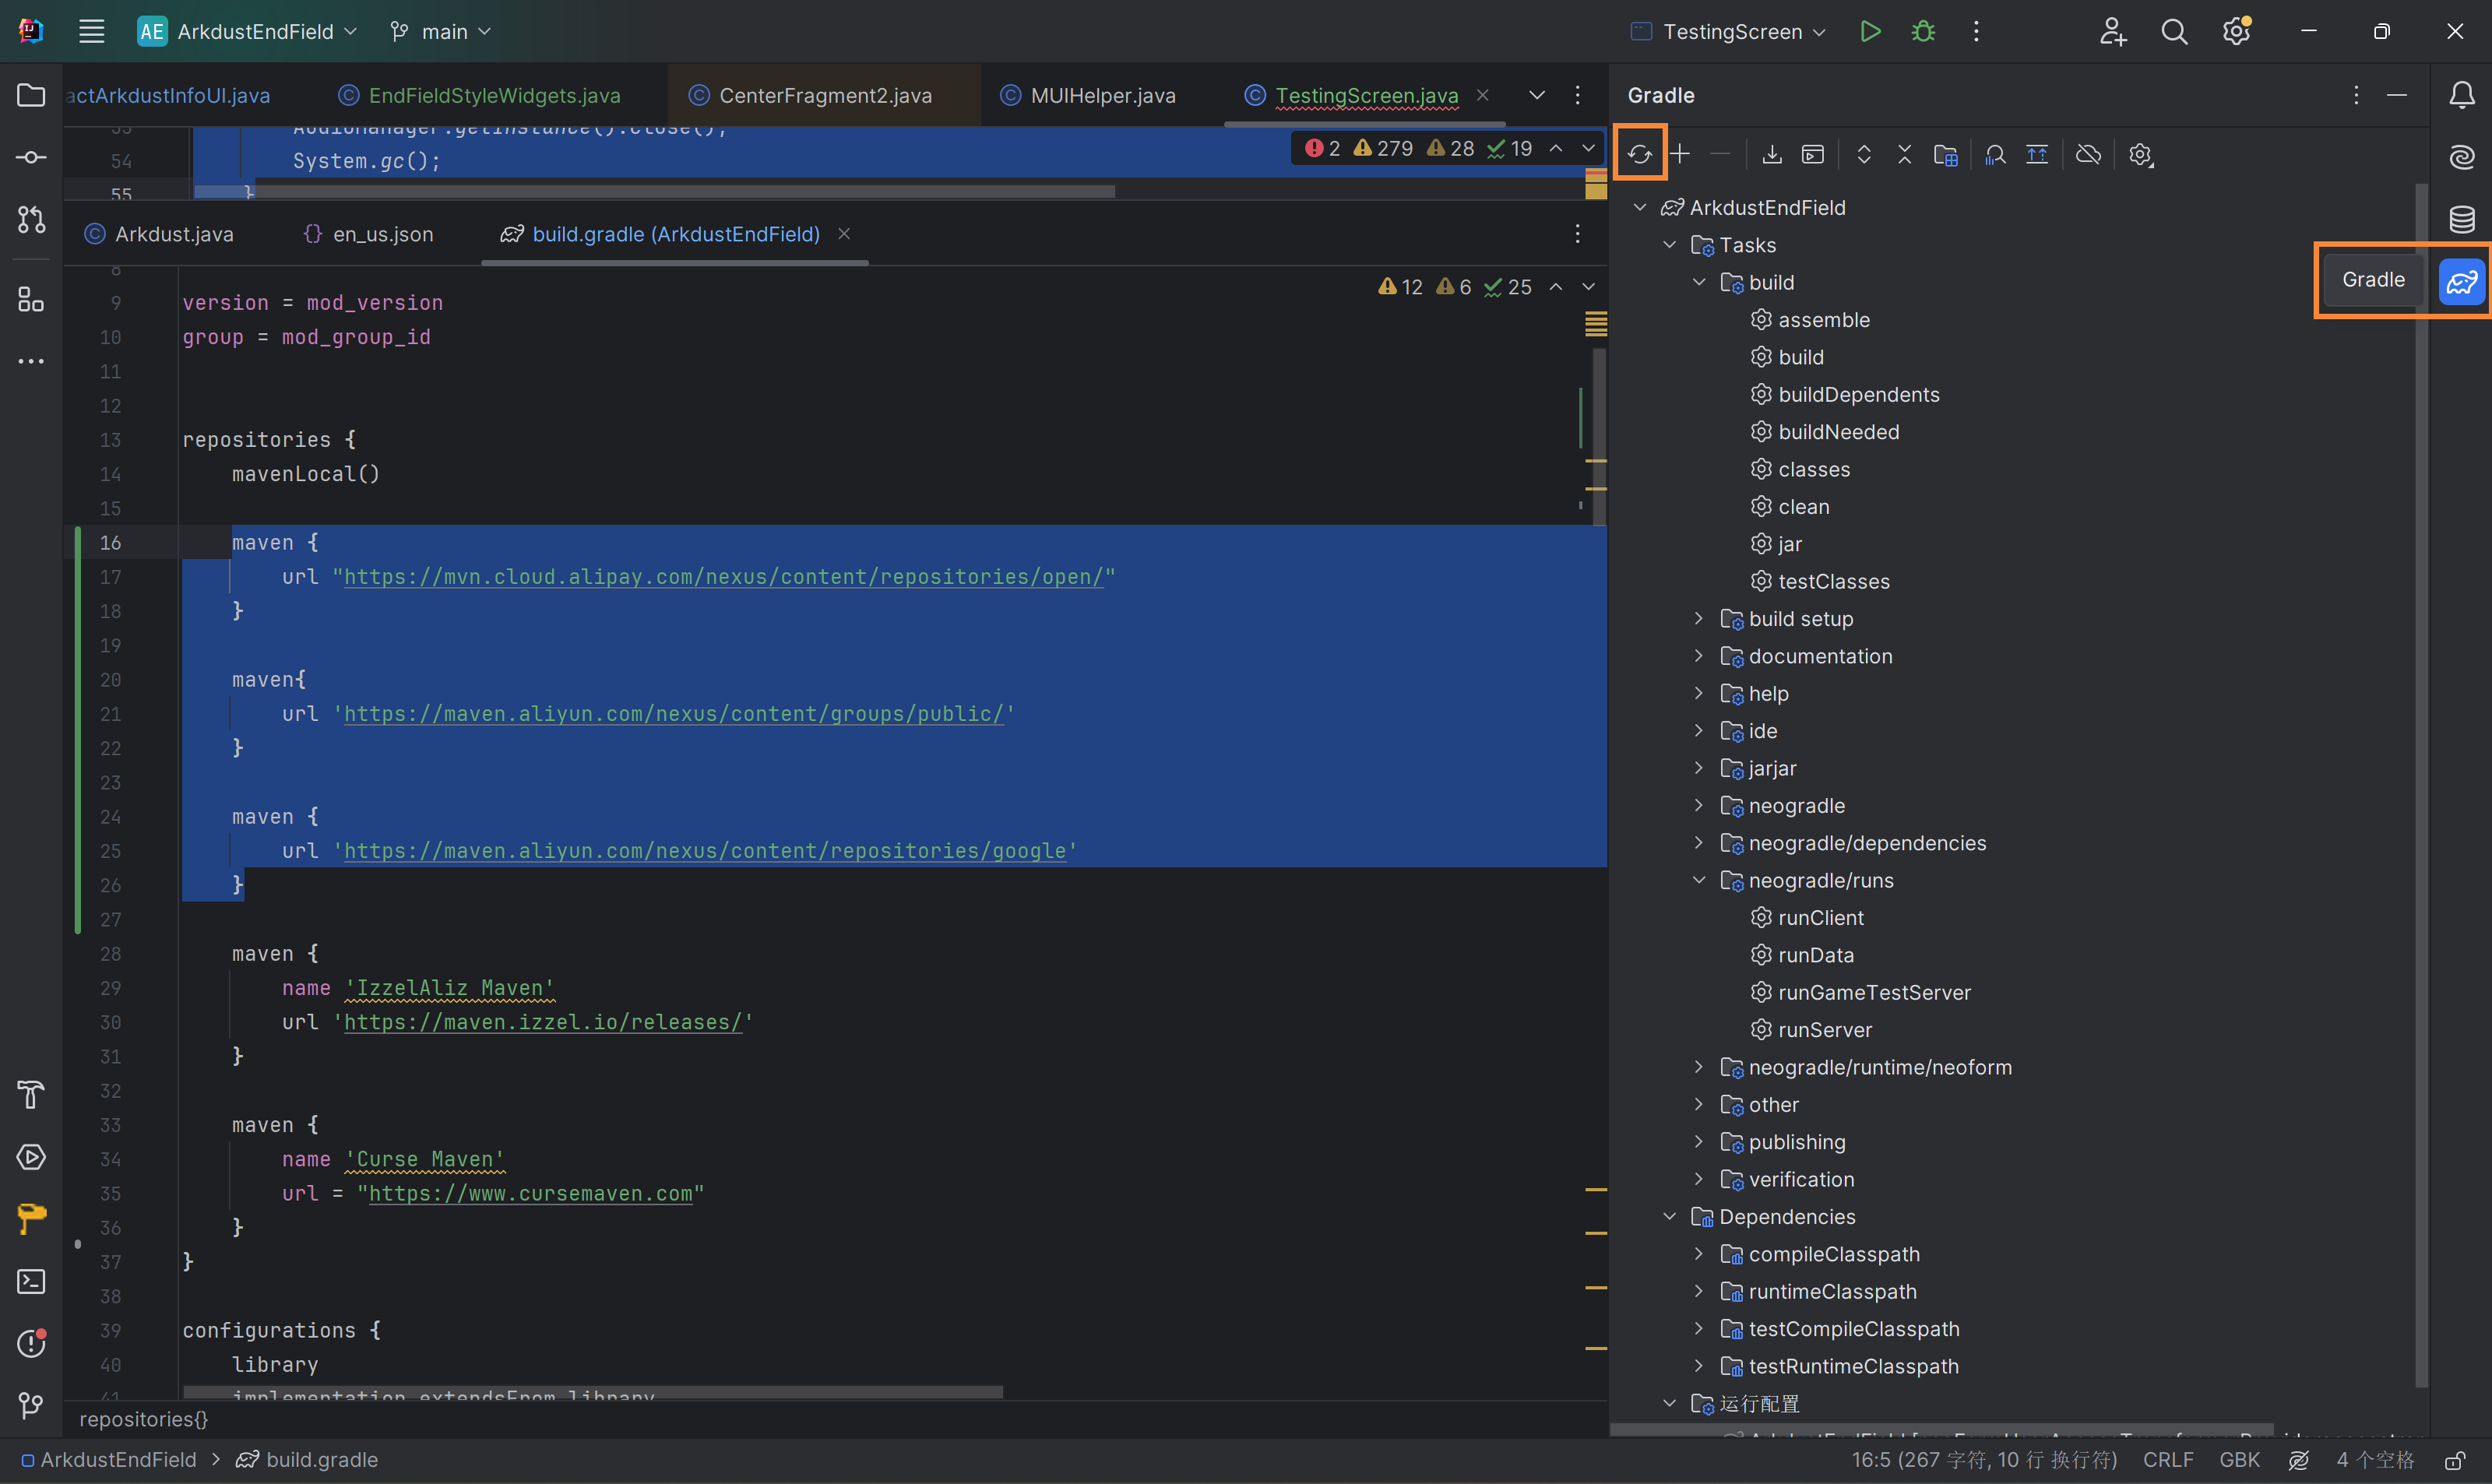 AE ArkdustEndField main TestingScreen
actArkdustInfoUI.java EndFieldStyleWidgets.java CenterFragment2.java MUIHelper.java TestingScreen.java
AudioManager.getInstance().close();
54 System.gc();
55 }
2 279 28 19
Arkdust.java {} en_us.json build.gradle (ArkdustEndField)
12 6 25
8
9 version = mod_version
10 group = mod_group_id
11
12
13 repositories {
14 mavenLocal()
15
16 maven {
17 url "https://mvn.cloud.alipay.com/nexus/content/repositories/open/"
18 }
19
20 maven{
21 url 'https://maven.aliyun.com/nexus/content/groups/public/'
22 }
23
24 maven {
25 url 'https://maven.aliyun.com/nexus/content/repositories/google'
26 }
27
28 maven {
29 name 'IzzelAliz Maven'
30 url 'https://maven.izzel.io/releases/'
31 }
32
33 maven {
34 name 'Curse Maven'
35 url = "https://www.cursemaven.com"
36 }
37 }
38
39 configurations {
40 library
41 implementation.extendsFrom library
repositories{}
Gradle
ArkdustEndField
Tasks
build
assemble
build
buildDependents
buildNeeded
classes
clean
jar
testClasses
build setup
documentation
help
ide
jarjar
neogradle
neogradle/dependencies
neogradle/runs
runClient
runData
runGameTestServer
runServer
neogradle/runtime/neoform
other
publishing
verification
Dependencies
compileClasspath
runtimeClasspath
testCompileClasspath
testRuntimeClasspath
运行配置
Gradle
ArkdustEndField > build.gradle
16:5 (267 字符, 10 行 换行符) CRLF GBK 4 个空格